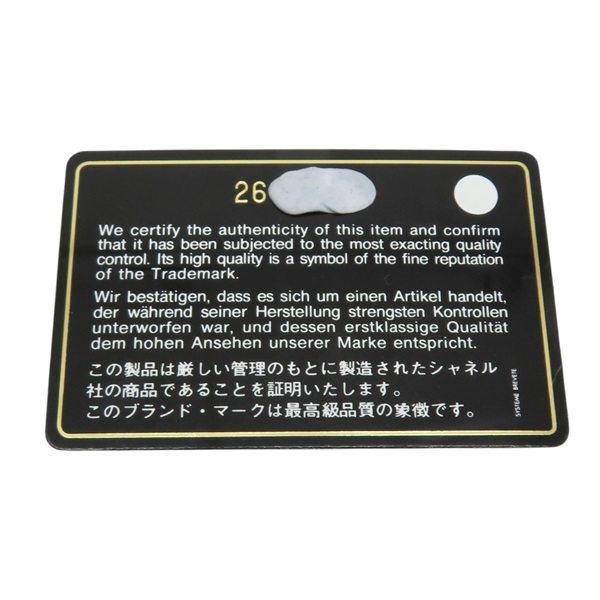 26
We certify the authenticity of this item and confirm
that it has been subjected to the most exacting quality
control. Its high quality is a symbol of the fine reputation
of the Trademark.
Wir bestätigen, dass es sich um einen Artikel handelt,
der während seiner Herstellung strengsten Kontrollen
unterworfen war, und dessen erstklassige Qualität
dem hohen Ansehen unserer Marke entspricht.
この製品は厳しい管理のもとに製造されたシャネル
社の商品であることを証明いたします。
このブランド・マークは最高級品質の象徴です。
SYSTEME BREVETE